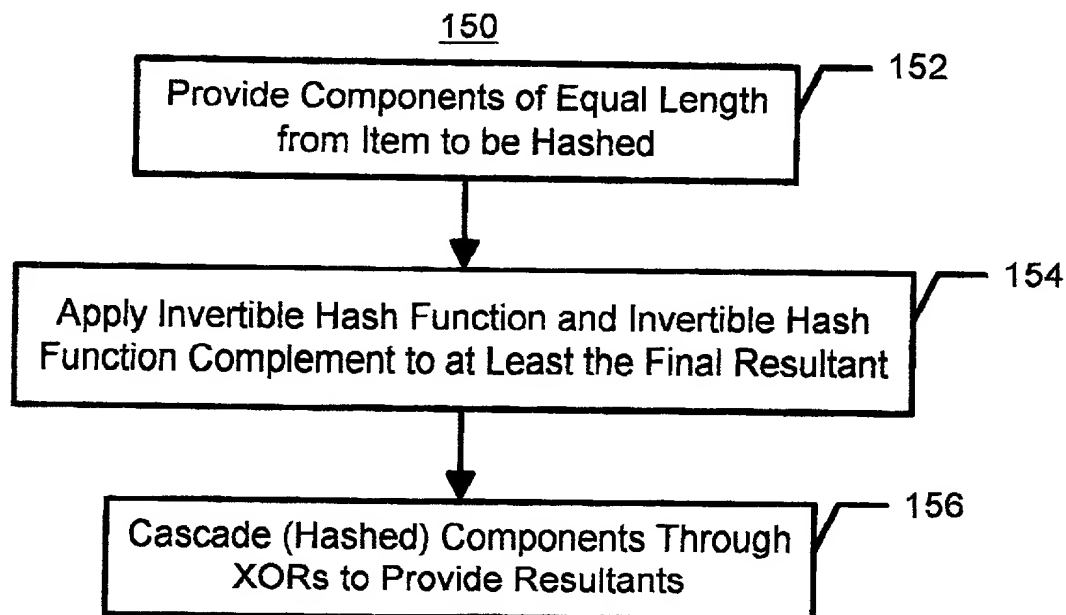 150
152
Provide Components of Equal Length
from Item to be Hashed
154
Apply Invertible Hash Function and Invertible Hash
Function Complement to at Least the Final Resultant
156
Cascade (Hashed) Components Through
XORs to Provide Resultants